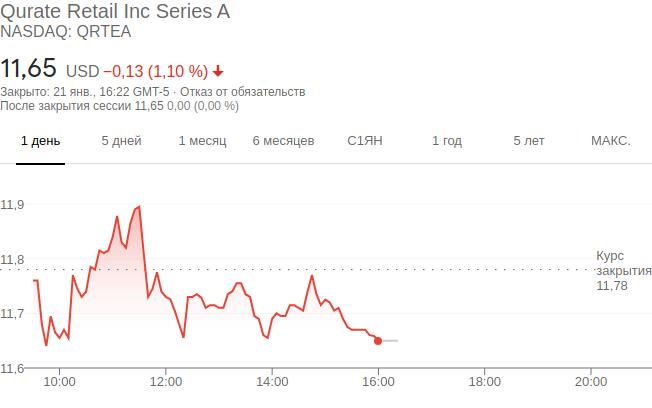 Qurate Retail Inc Series A
NASDAQ: QRTEA
11,65 USD −0,13 (1,10 %)
Закрыто: 21 янв., 16:22 GMT-5 · Отказ от обязательств
После закрытия сессии 11,65 0,00 (0,00 %)
1 день 5 дней 1 месяц 6 месяцев С1ЯН 1 год 5 лет МАКС.
11,9
11,8
Курс
закрытия
11,78
11,7
11,6
10:00 12:00 14:00 16:00 18:00 20:00